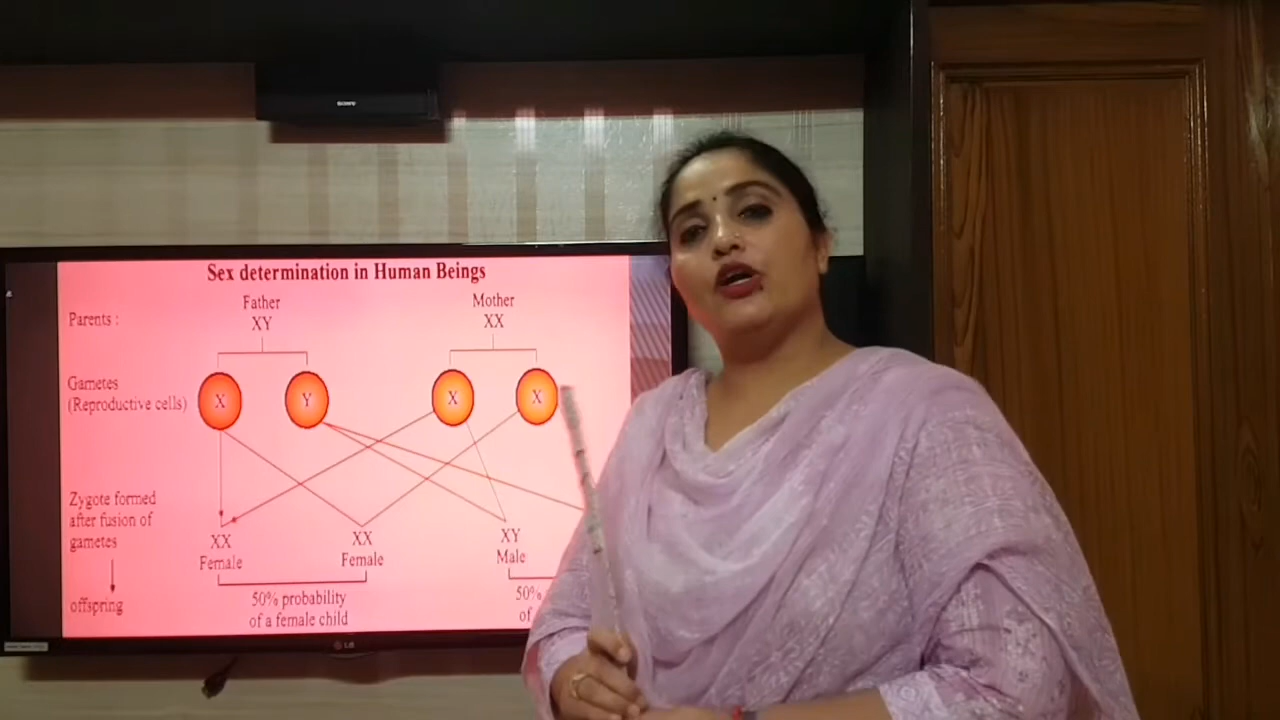 SONY
Sex determination in Human Beings
Father
Mother
Parents :
XY
XX
Gametes
(Reproductive cells)
X
Y
X
X
Zygote formed
after fusion of
gametes
XX
XX
XY
Female
Female
Male
offspring
50% probability
of a female child
50%
of
LG